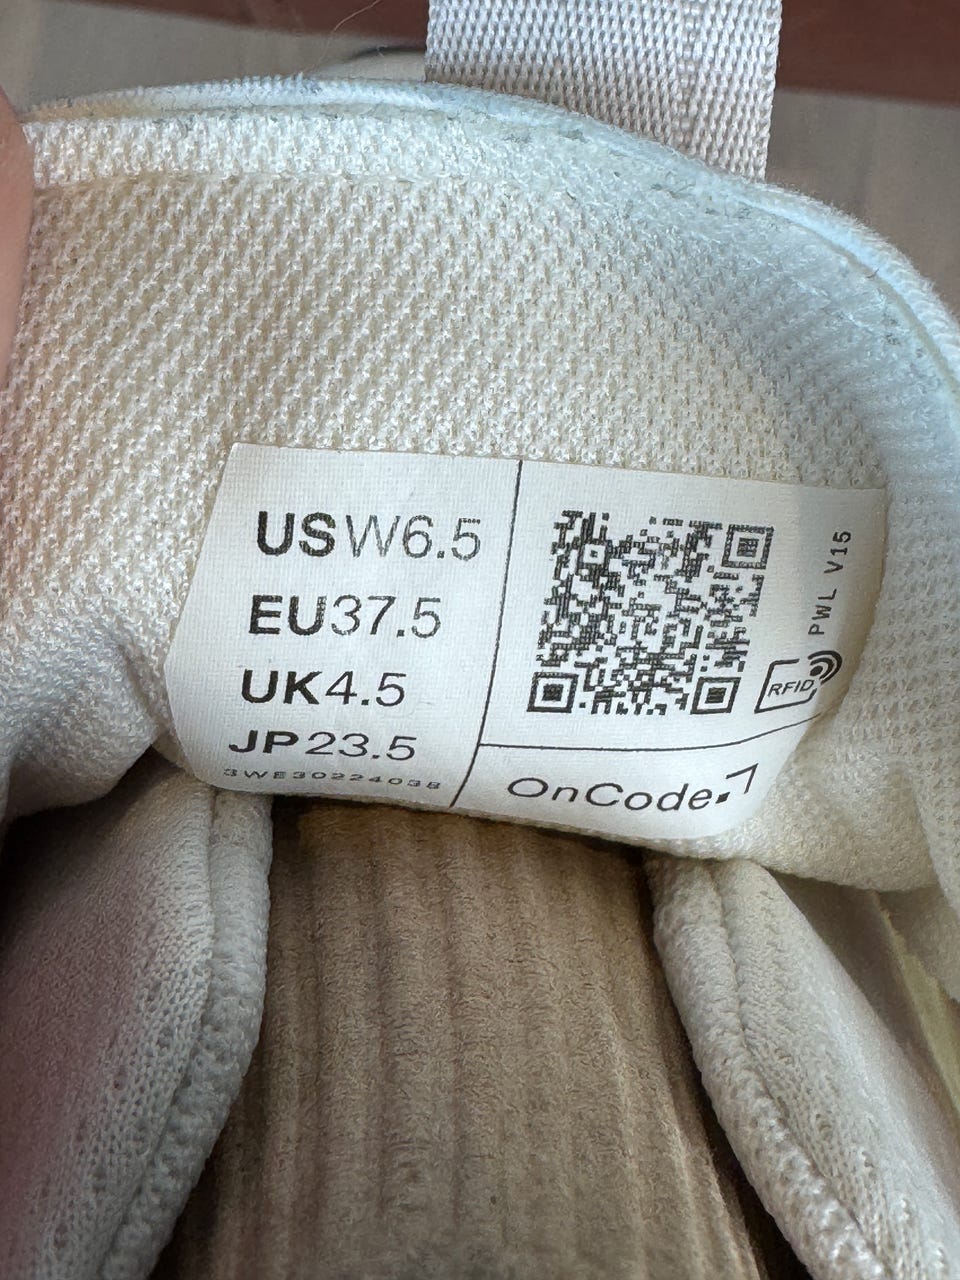 USW6.5
EU37.5
UK4.5
JP23.5
3WE30224038
PWL V15
RFID
OnCode